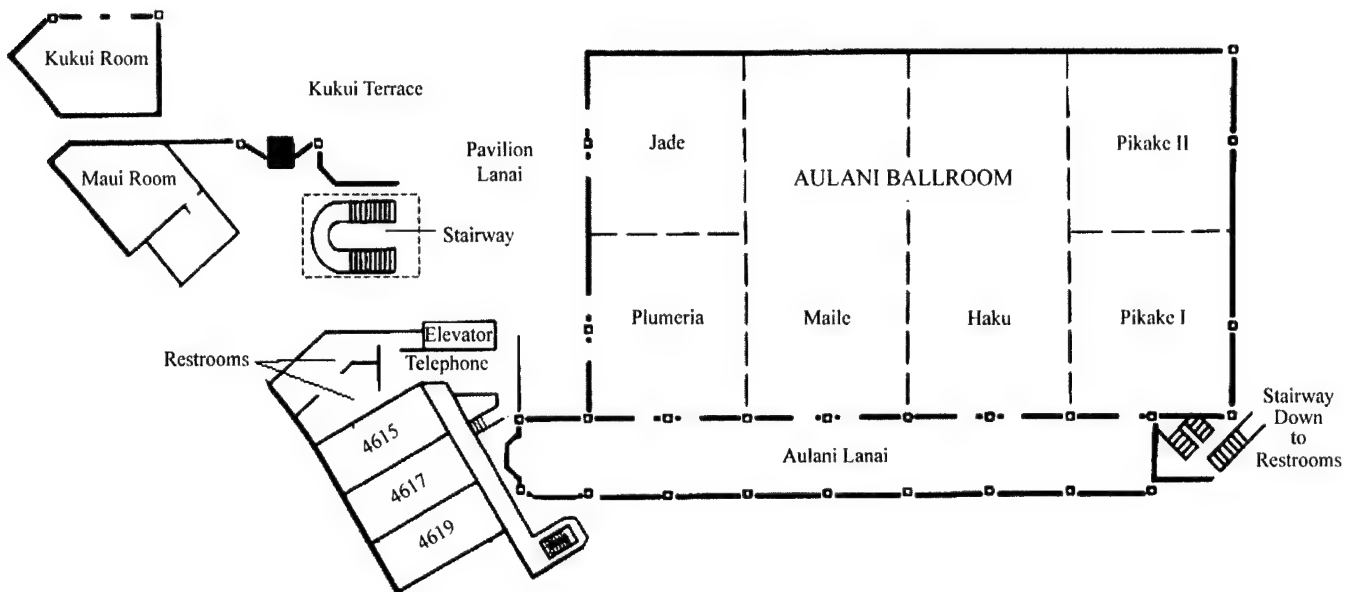 Kukui Room
Kukui Terrace
Maui Room
Pavilion
Lanai
Jade
Pikake II
AULANI BALLROOM
Stairway
Plumeria
Maile
Haku
Pikake I
Elevator
Restrooms
Telephone
Stairway
Down
to
Restrooms
4615
4617
4619
Aulani Lanai